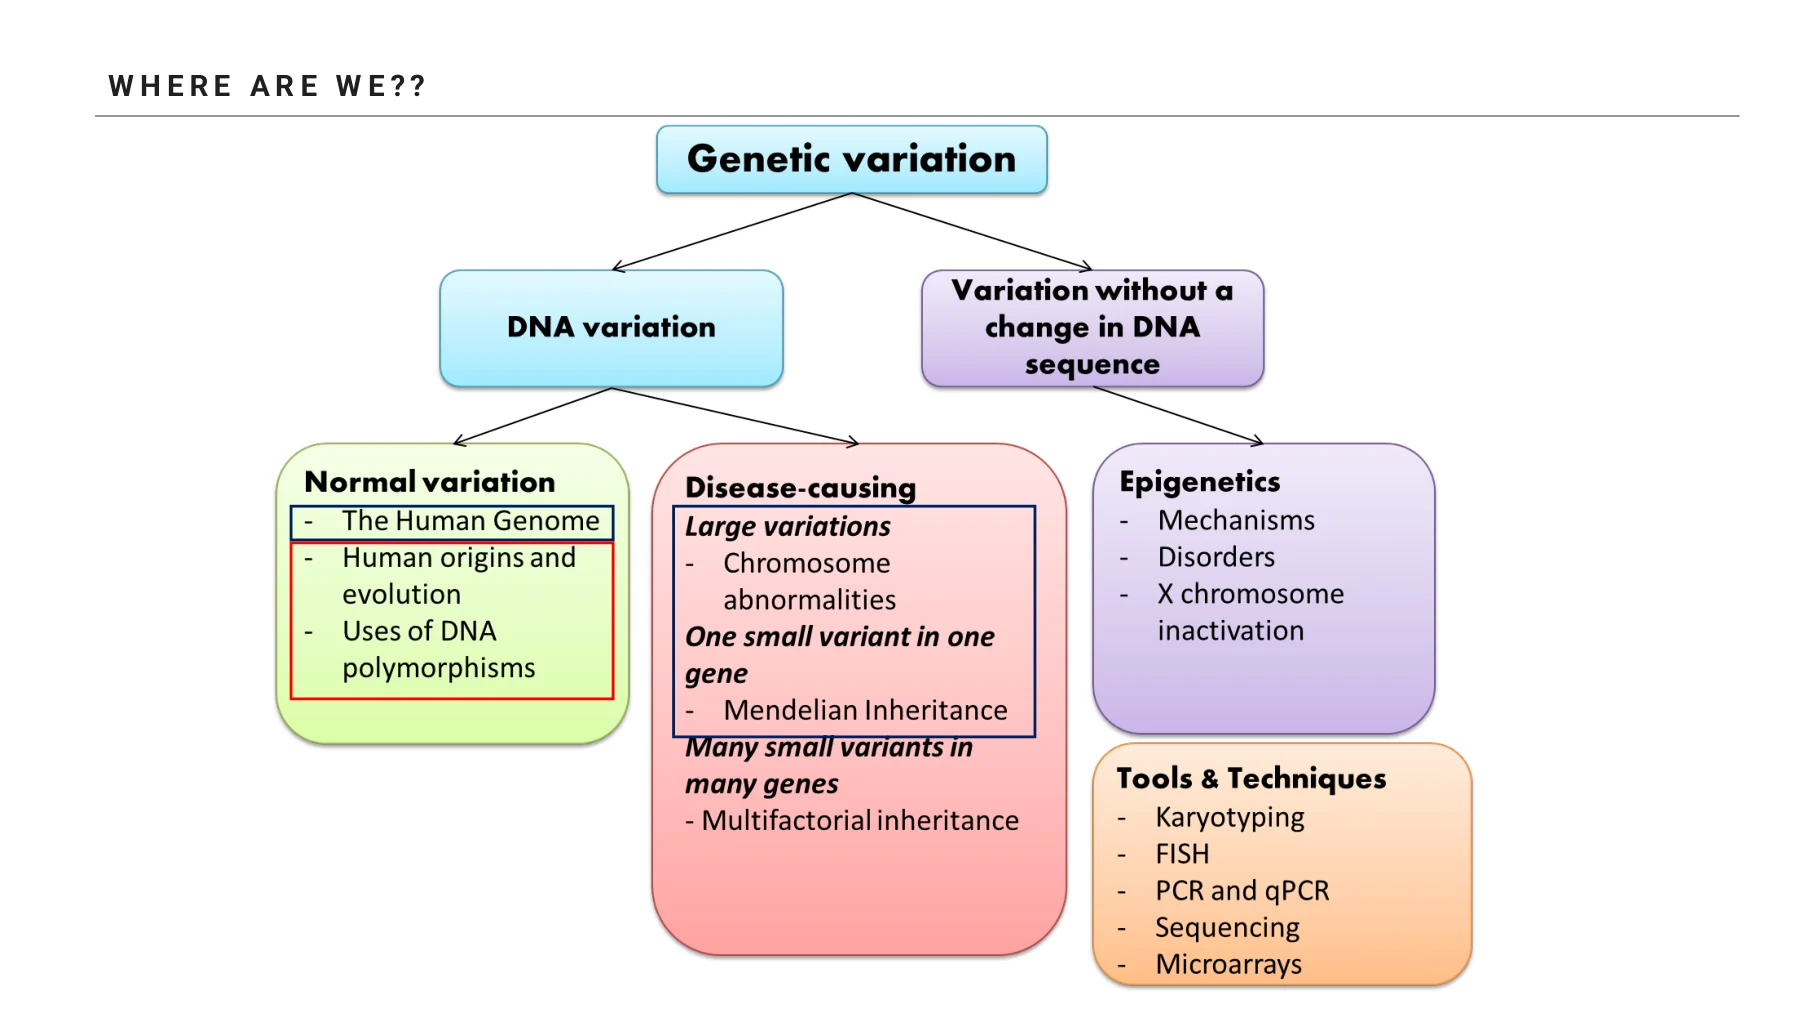 WHERE ARE WE??
Genetic variation
DNA variation
Variation without a
change in DNA
sequence
Normal variation
- The Human Genome
- Human origins and
evolution
- Uses of DNA
polymorphisms
Disease-causing
Large variations
- Chromosome
abnormalities
One small variant in one
gene
- Mendelian Inheritance
Many small variants in
many genes
- Multifactorial inheritance
Epigenetics
- Mechanisms
- Disorders
- X chromosome
inactivation
Tools & Techniques
- Karyotyping
- FISH
- PCR and qPCR
- Sequencing
- Microarrays